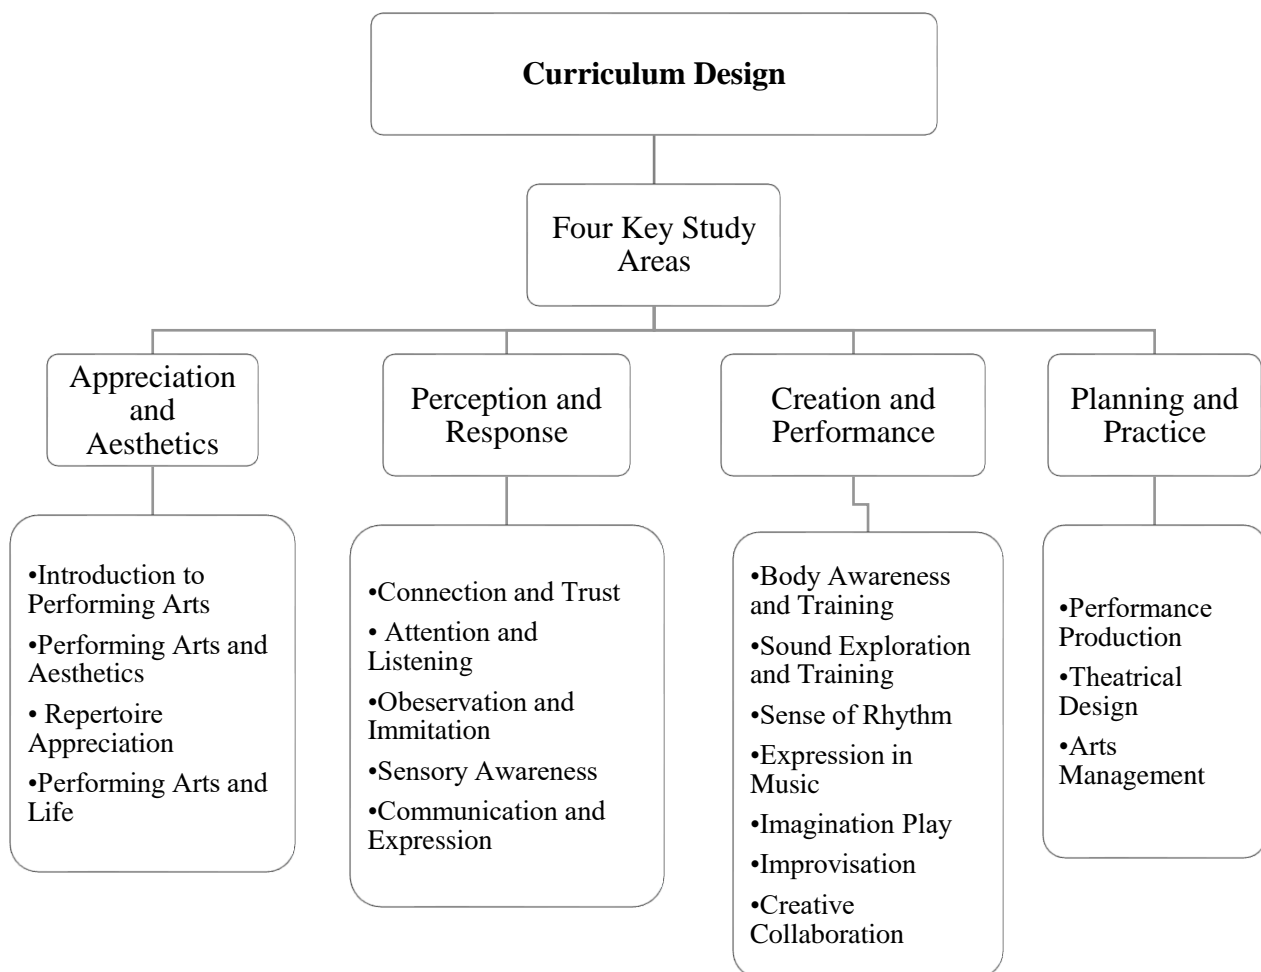 Curriculum Design
Four Key Study
Areas
Appreciation
and
Aesthetics
Perception and
Response
Creation and
Performance
Planning and
Practice
•Introduction to
Performing Arts
•Performing Arts and
Aesthetics
• Repertoire
Appreciation
•Performing Arts and
Life
•Connection and Trust
• Attention and
Listening
•Obeservation and
Immitation
•Sensory Awareness
•Communication and
Expression
•Body Awareness
and Training
•Sound Exploration
and Training
•Sense of Rhythm
•Expression in
Music
•Imagination Play
•Improvisation
•Creative
Collaboration
•Performance
Production
•Theatrical
Design
•Arts
Management